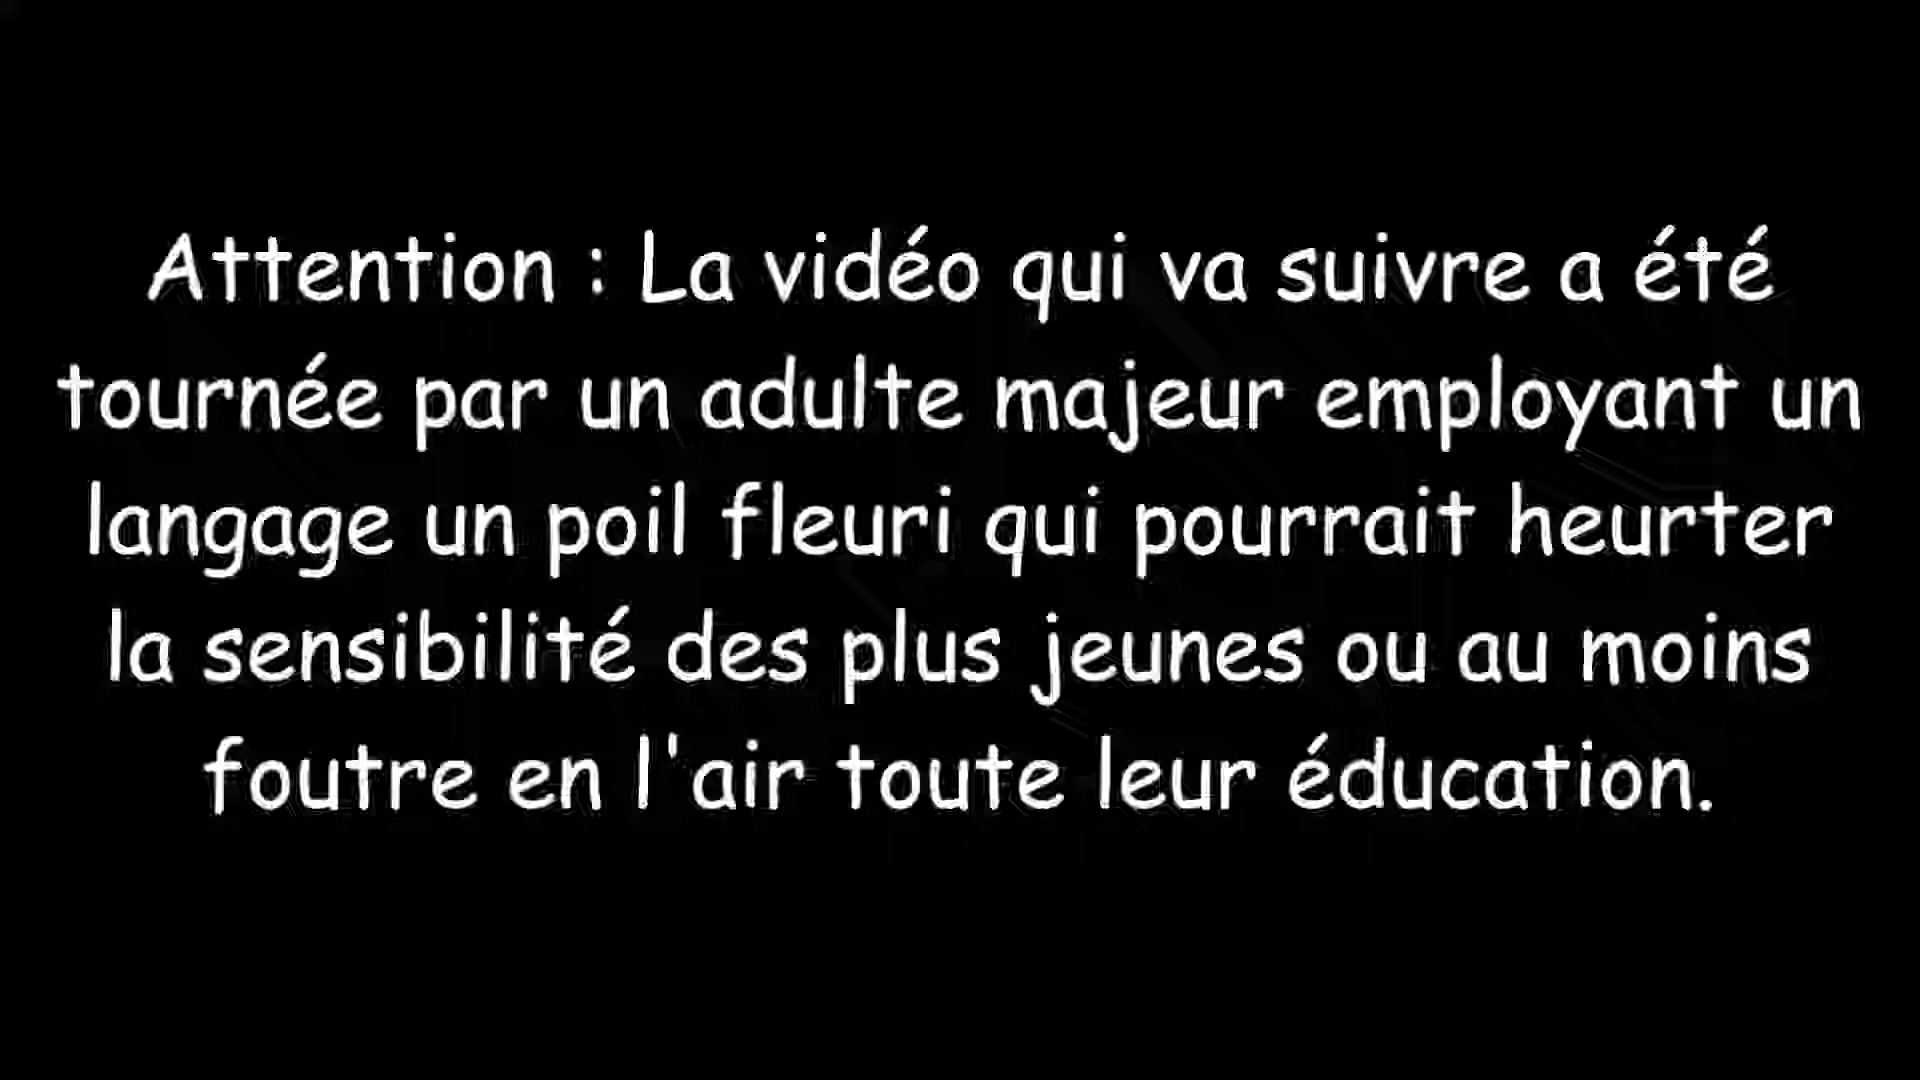 Attention : La vidéo qui va suivre a été
tournée par un adulte majeur employant un
langage un poil fleuri qui pourrait heurter
la sensibilité des plus jeunes ou au moins
foutre en l'air toute leur éducation.